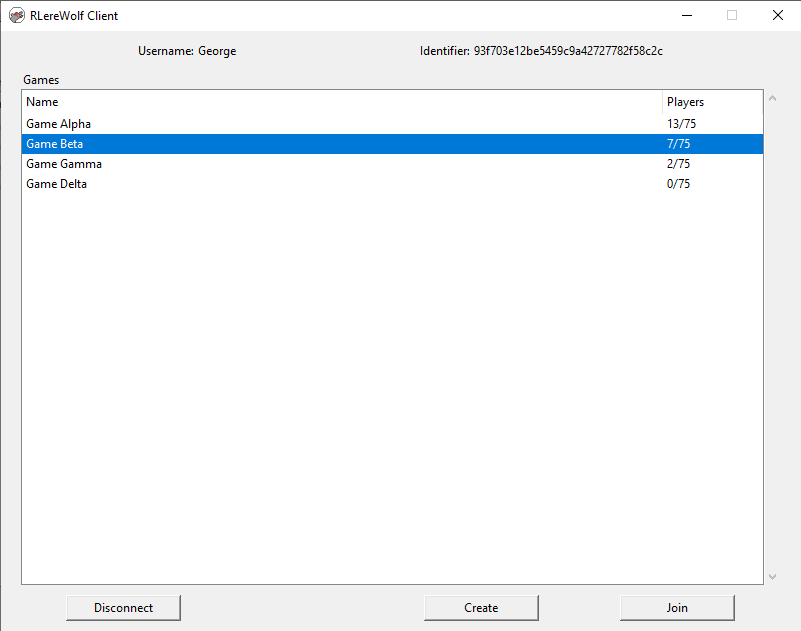 RLereWolf Client
Username: George Identifier: 93f703e12be5459c9a42727782f58c2c
Games
Name Players
Game Alpha 13/75
Game Beta 7/75
Game Gamma 2/75
Game Delta 0/75
Disconnect Create Join